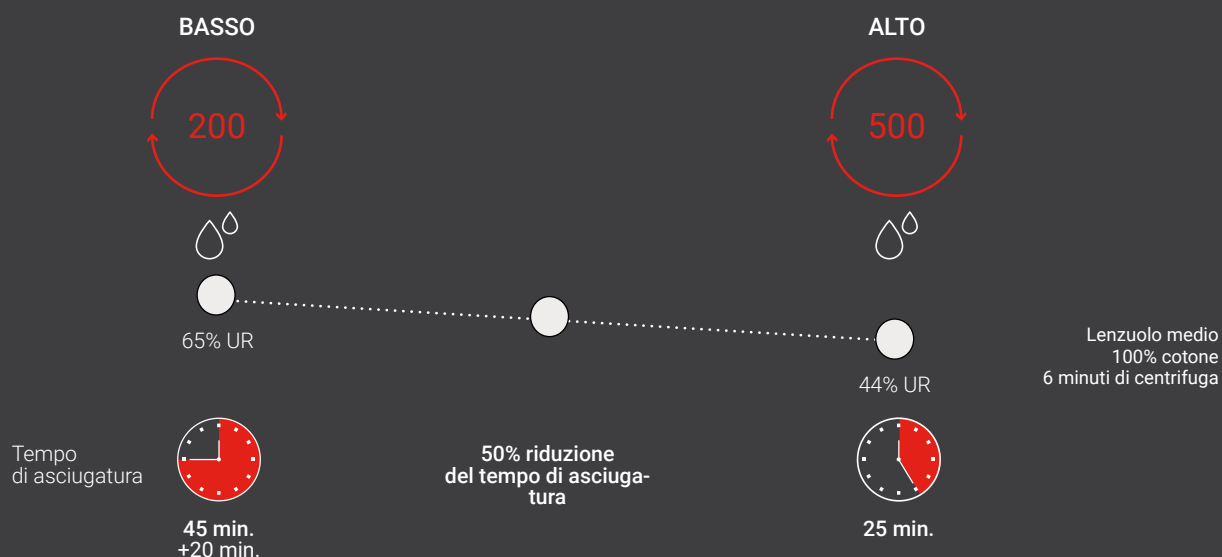 BASSO
ALTO
200
500
65% UR
44% UR
Lenzuolo medio
100% cotone
6 minuti di centrifuga
Tempo
di asciugatura
50% riduzione
del tempo di asciuga-
tura
45 min.
+20 min.
25 min.